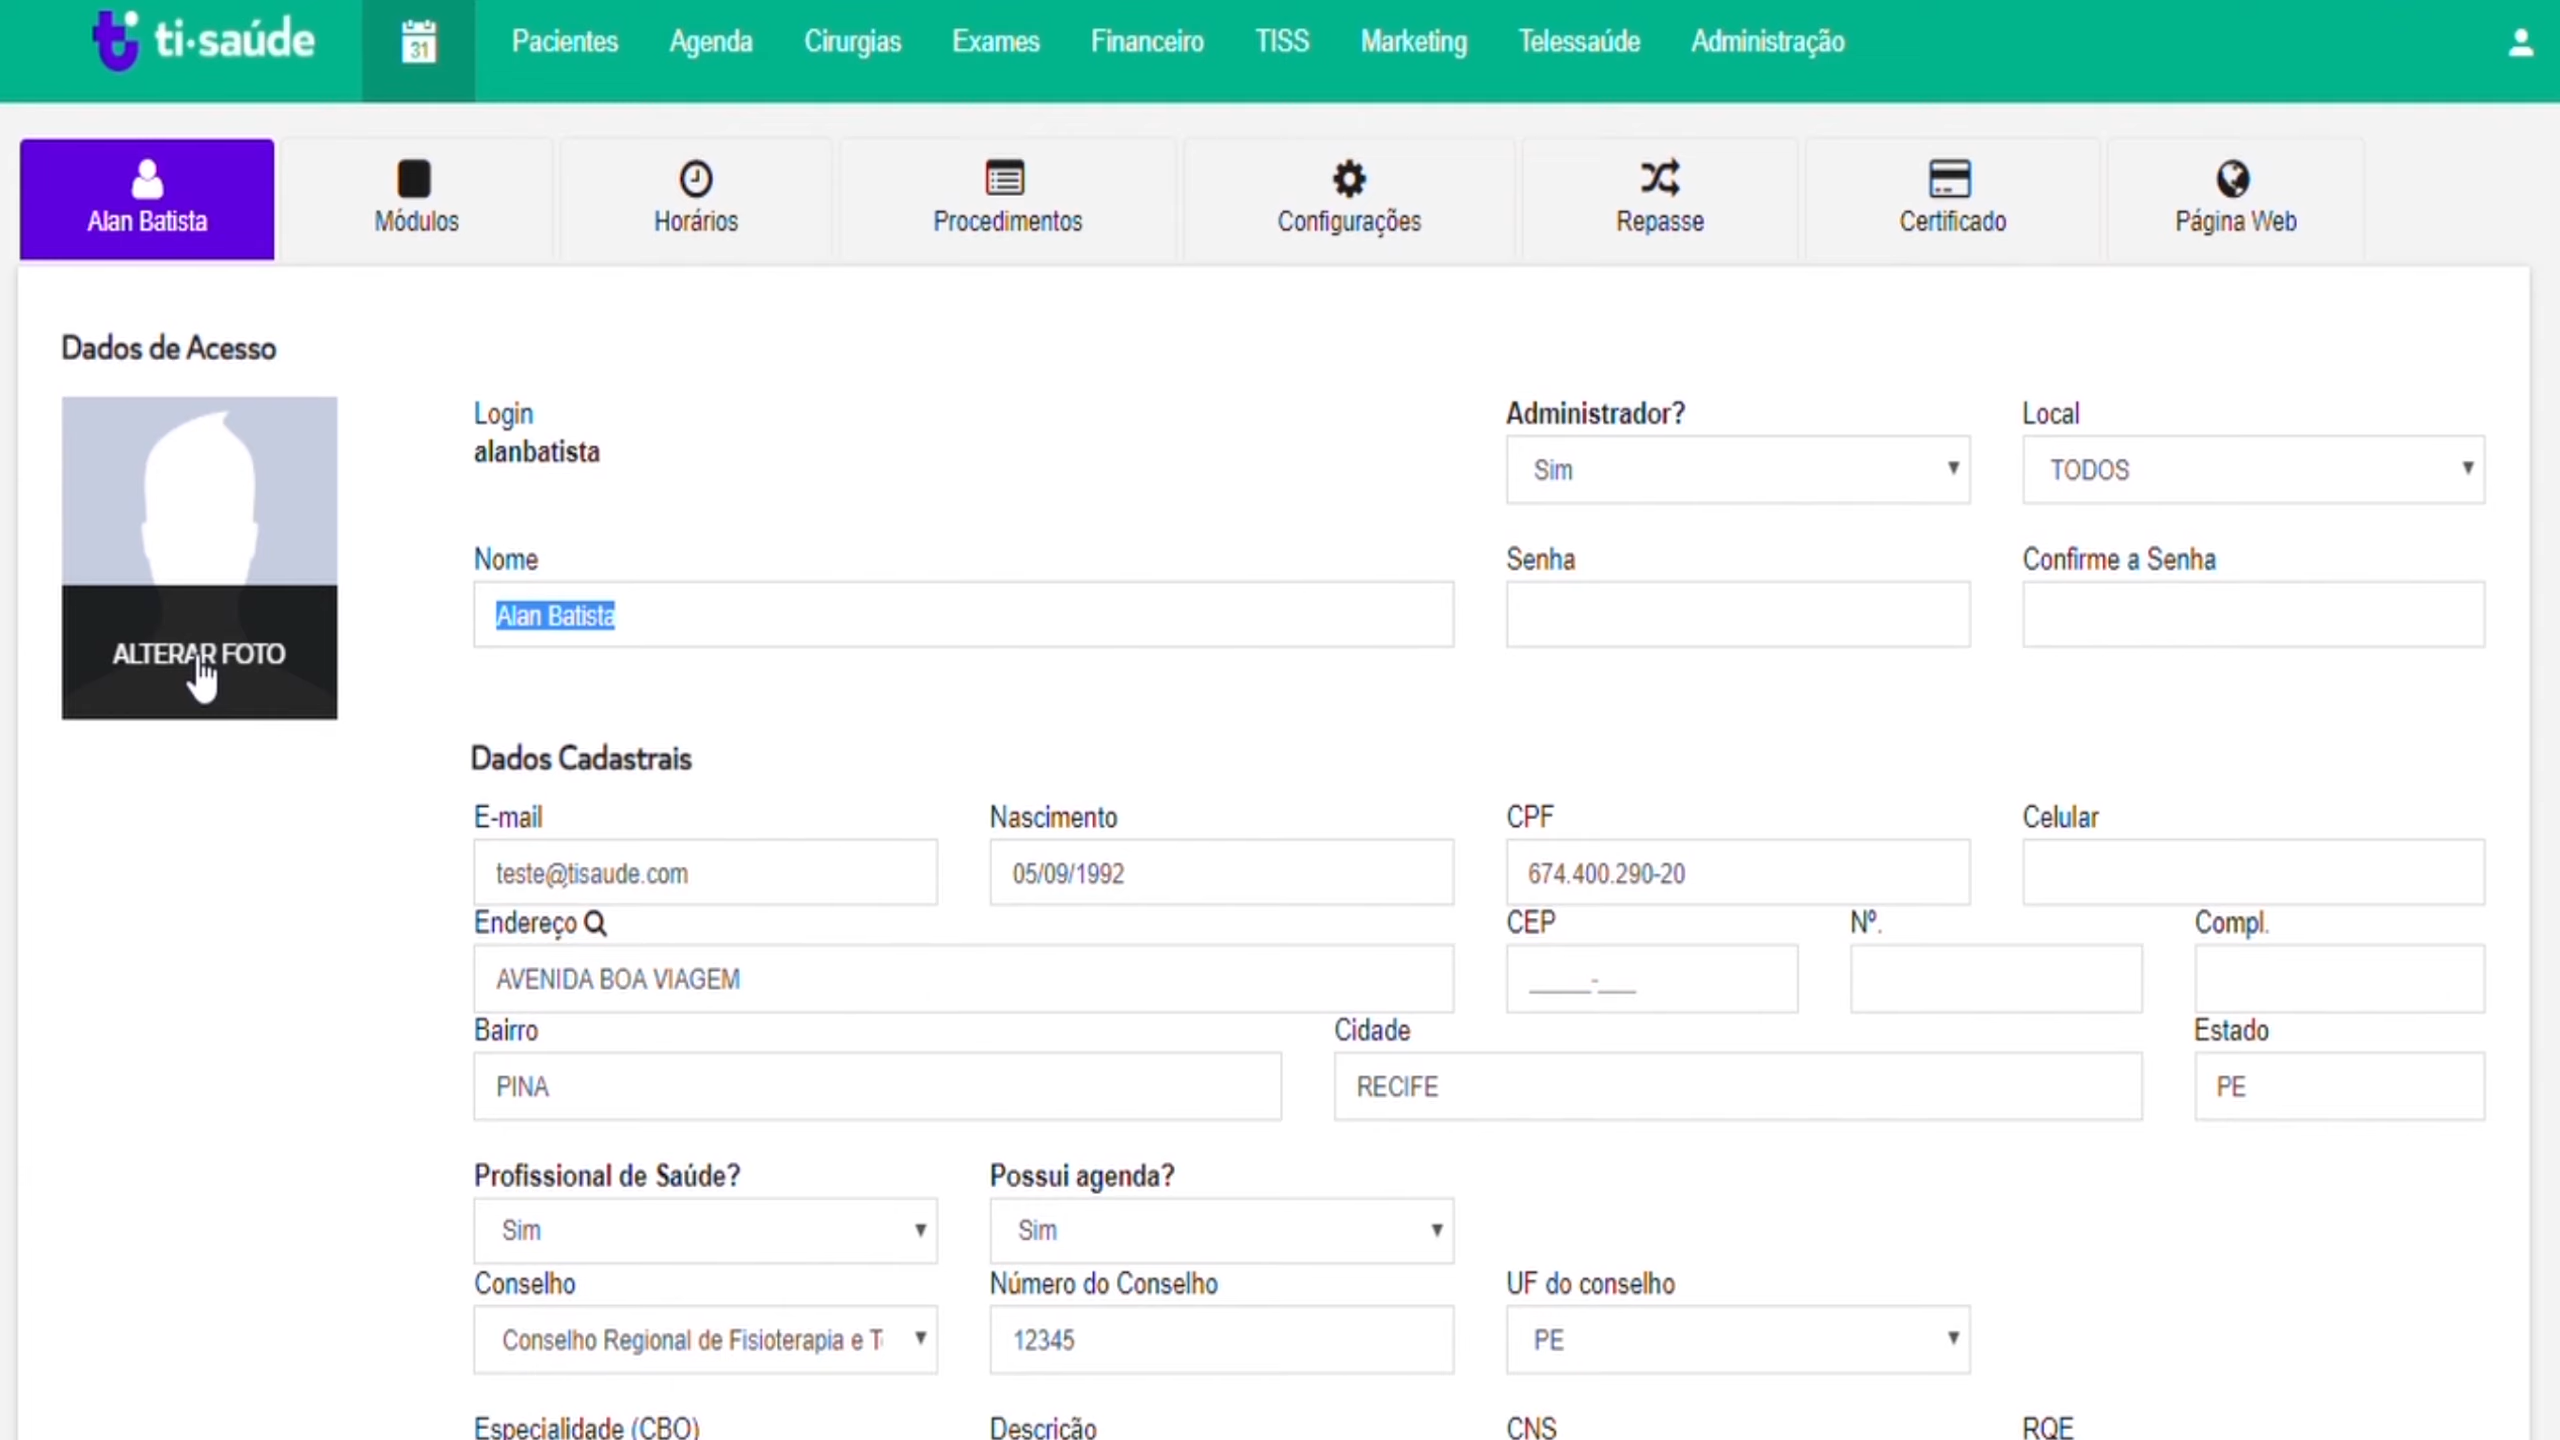 ti·saúde
31
Pacientes Agenda Cirurgias Exames Financeiro TISS Marketing Telessaúde Administração
Alan Batista Módulos Horários Procedimentos Configurações Repasse Certificado Página Web
Dados de Acesso
Login Administrador? Local
alanbatista
Sim TODOS
Nome Senha Confirme a Senha
Alan Batista
ALTERAR FOTO
Dados Cadastrais
E-mail Nascimento CPF Celular
teste@tisaude.com 05/09/1992 674.400.290-20
Endereço CEP Nº. Compl.
AVENIDA BOA VIAGEM _____-___
Bairro Cidade Estado
PINA RECIFE PE
Profissional de Saúde? Possui agenda?
Sim Sim
Conselho Número do Conselho UF do conselho
Conselho Regional de Fisioterapia e T 12345 PE
Especialidade (CBO) Descrição CNS RQE